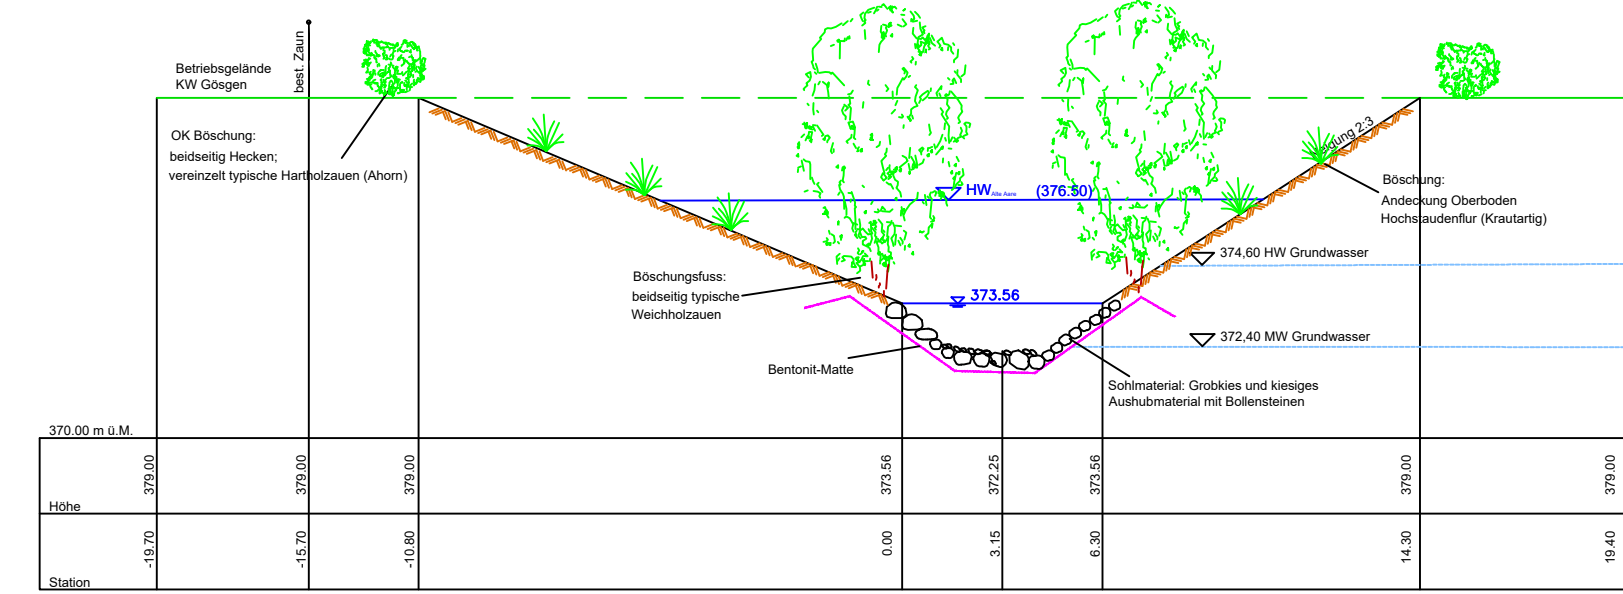 best. Zaun
Betriebsgelände
KW Gösgen
OK Böschung:
beidseitig Hecken;
vereinzelt typische Hartholzauen (Ahorn)
HW Alte Aare (376.50)
2:3
Böschung:
Andeckung Oberboden
Hochstaudenflur (Krautartig)
374,60 HW Grundwasser
Böschungsfuss:
beidseitig typische
Weichholzauen
373.56
372,40 MW Grundwasser
Bentonit-Matte
Sohlmaterial: Grobkies und kiesiges
Aushubmaterial mit Bollensteinen
370.00 m ü.M.
379.00 379.00 379.00 373.56 372.25 373.56 379.00 379.00
Höhe
-19.70 -15.70 -10.80 0.00 3.15 6.30 14.30 19.40
Station